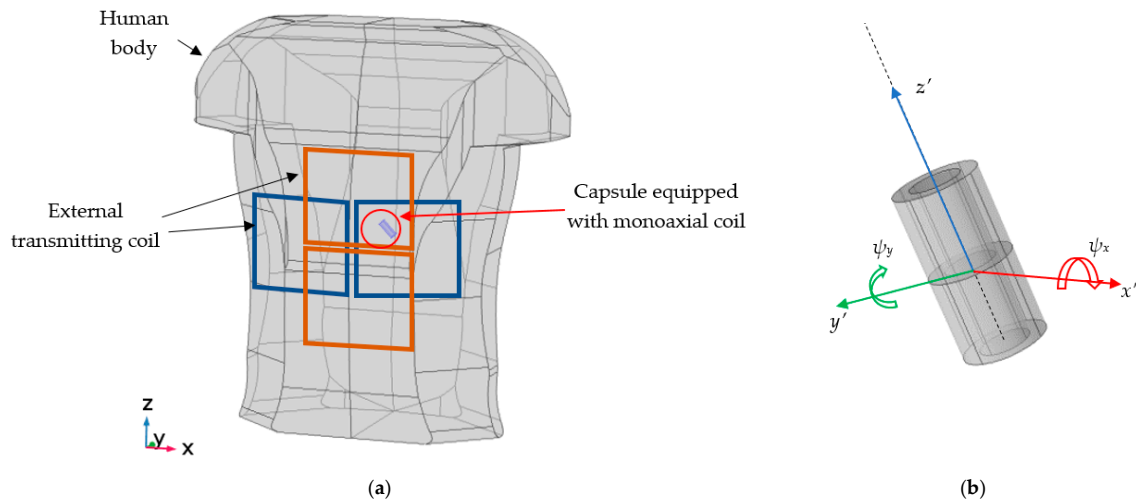 Human
body
External
transmitting coil
Capsule equipped
with monoaxial coil
z
y
x
(a)
z′
ψy
ψx
y′
x′
(b)